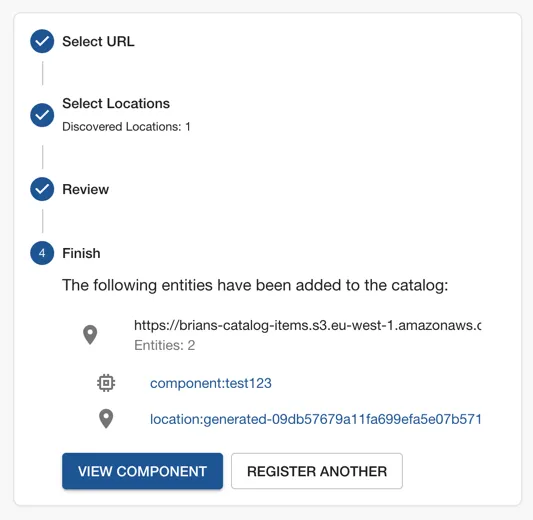 Select URL
Select Locations
Discovered Locations: 1
Review
4 Finish
The following entities have been added to the catalog:
https://brians-catalog-items.s3.eu-west-1.amazonaws.c
Entities: 2
component:test123
location:generated-09db57679a11fa699efa5e07b571
VIEW COMPONENT REGISTER ANOTHER